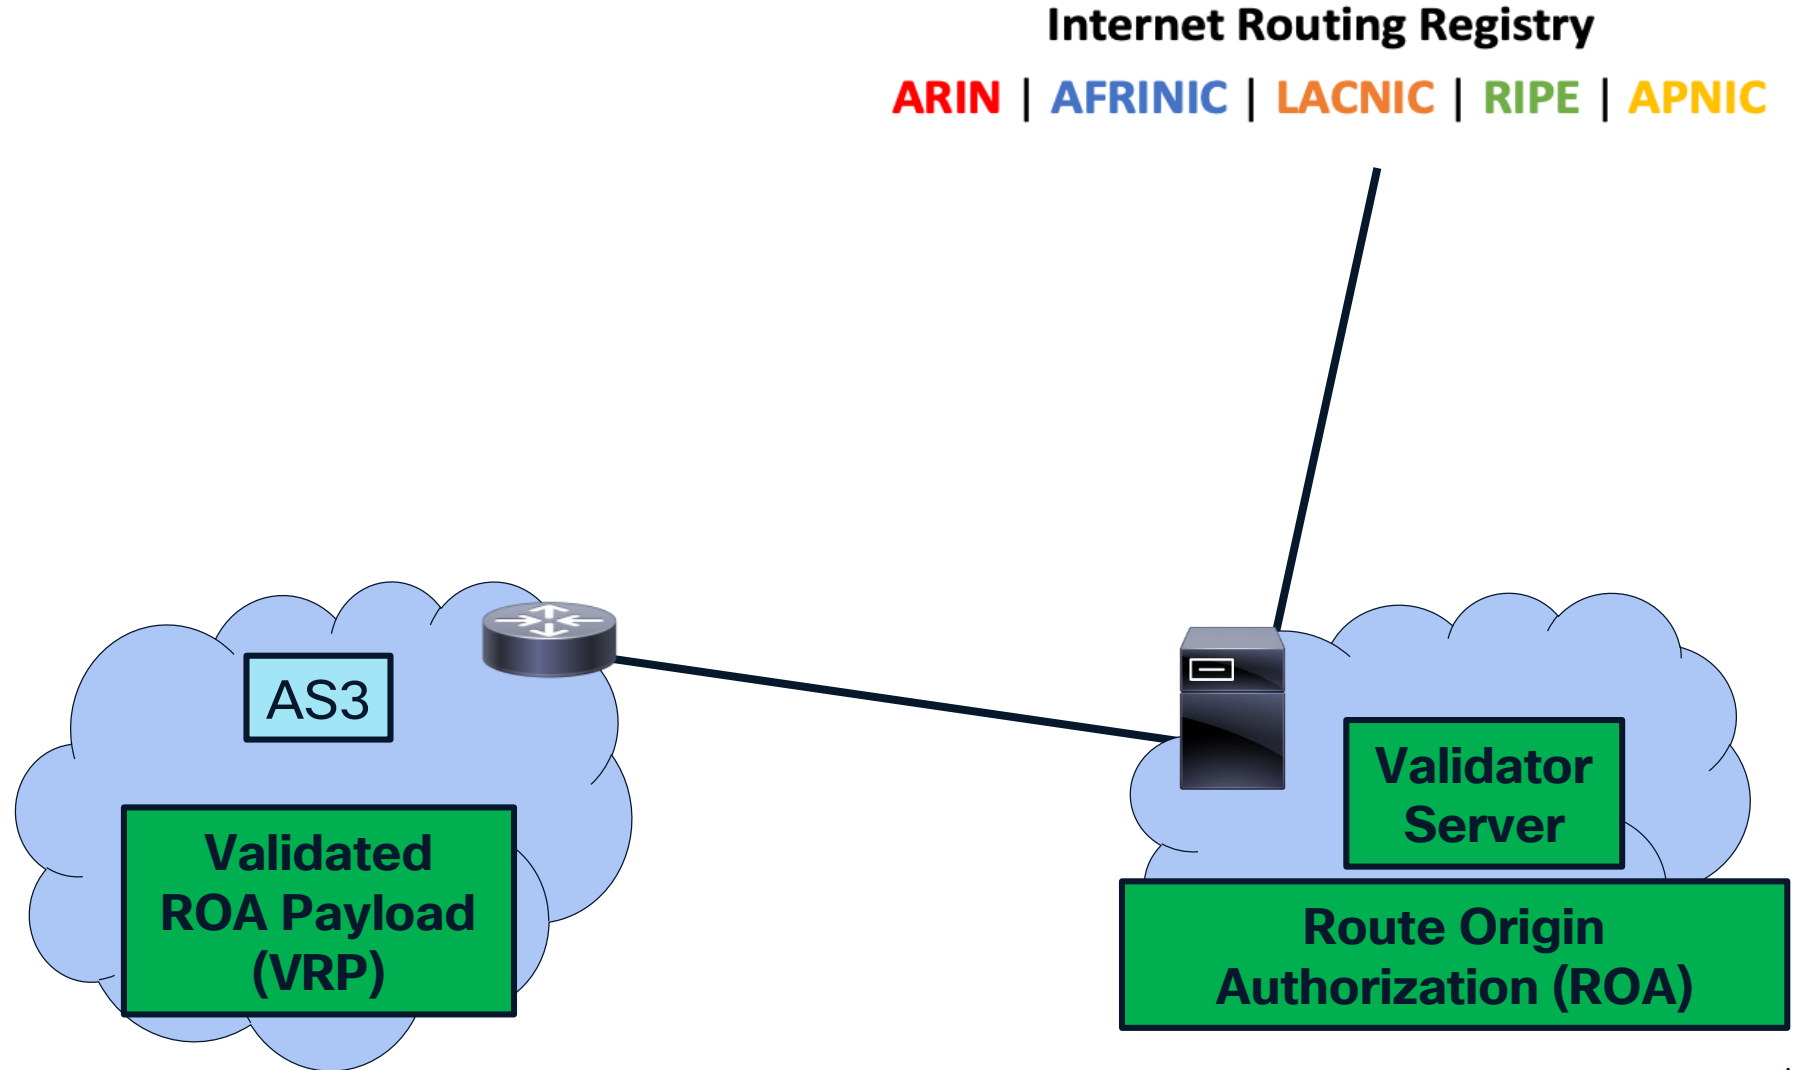 Internet Routing Registry
ARIN | AFRINIC | LACNIC | RIPE | APNIC
AS3
Validated
ROA Payload
(VRP)
Validator
Server
Route Origin
Authorization (ROA)